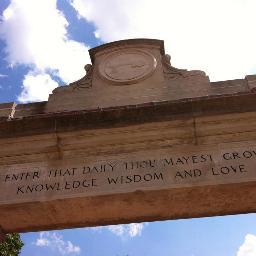 ENTER THAT DAILY THOU MAYEST GROW
KNOWLEDGE WISDOM AND LOVE